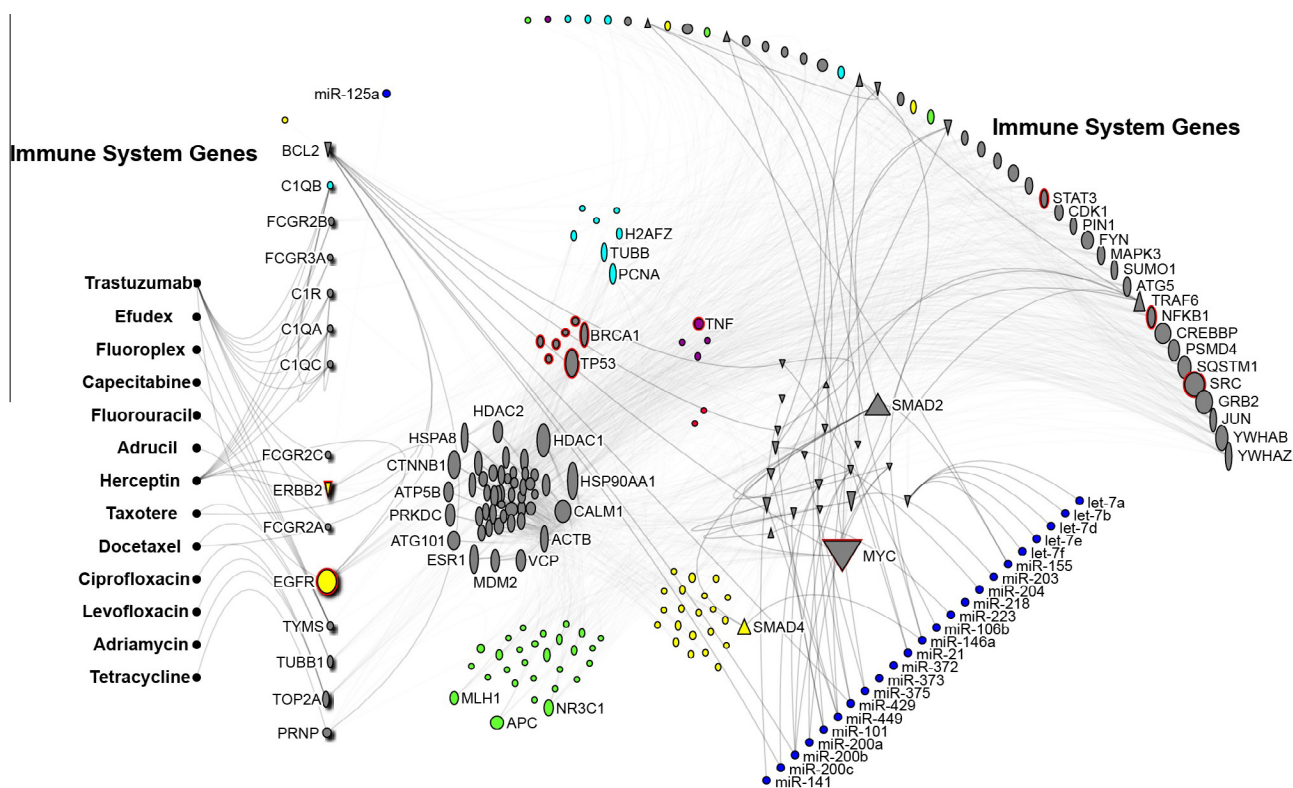 miR-125a
Immune System Genes
Immune System Genes
BCL2
C1QB
FCGR2B
FCGR3A
C1R
C1QA
C1QC
FCGR2C
ERBB2
FCGR2A
EGFR
TYMS
TUBB1
TOP2A
PRNP
Trastuzumab
Efudex
Fluoroplex
Capecitabine
Fluorouracil
Adrucil
Herceptin
Taxotere
Docetaxel
Ciprofloxacin
Levofloxacin
Adriamycin
Tetracycline
H2AFZ
TUBB
PCNA
BRCA1
TP53
TNF
HDAC2
HSPA8
HDAC1
CTNNB1
HSP90AA1
ATP5B
PRKDC
CALM1
ATG101
ACTB
ESR1
VCP
MDM2
MLH1
NR3C1
APC
SMAD2
MYC
SMAD4
STAT3
CDK1
PIN1
FYN
MAPK3
SUMO1
ATG5
TRAF6
NFKB1
CREBBP
PSMD4
SQSTM1
SRC
GRB2
JUN
YWHAB
YWHAZ
let-7a
let-7b
let-7d
let-7e
let-7f
miR-155
miR-203
miR-204
miR-218
miR-223
miR-106b
miR-146a
miR-21
miR-372
miR-373
miR-375
miR-429
miR-449
miR-101
miR-200a
miR-200b
miR-200c
miR-141